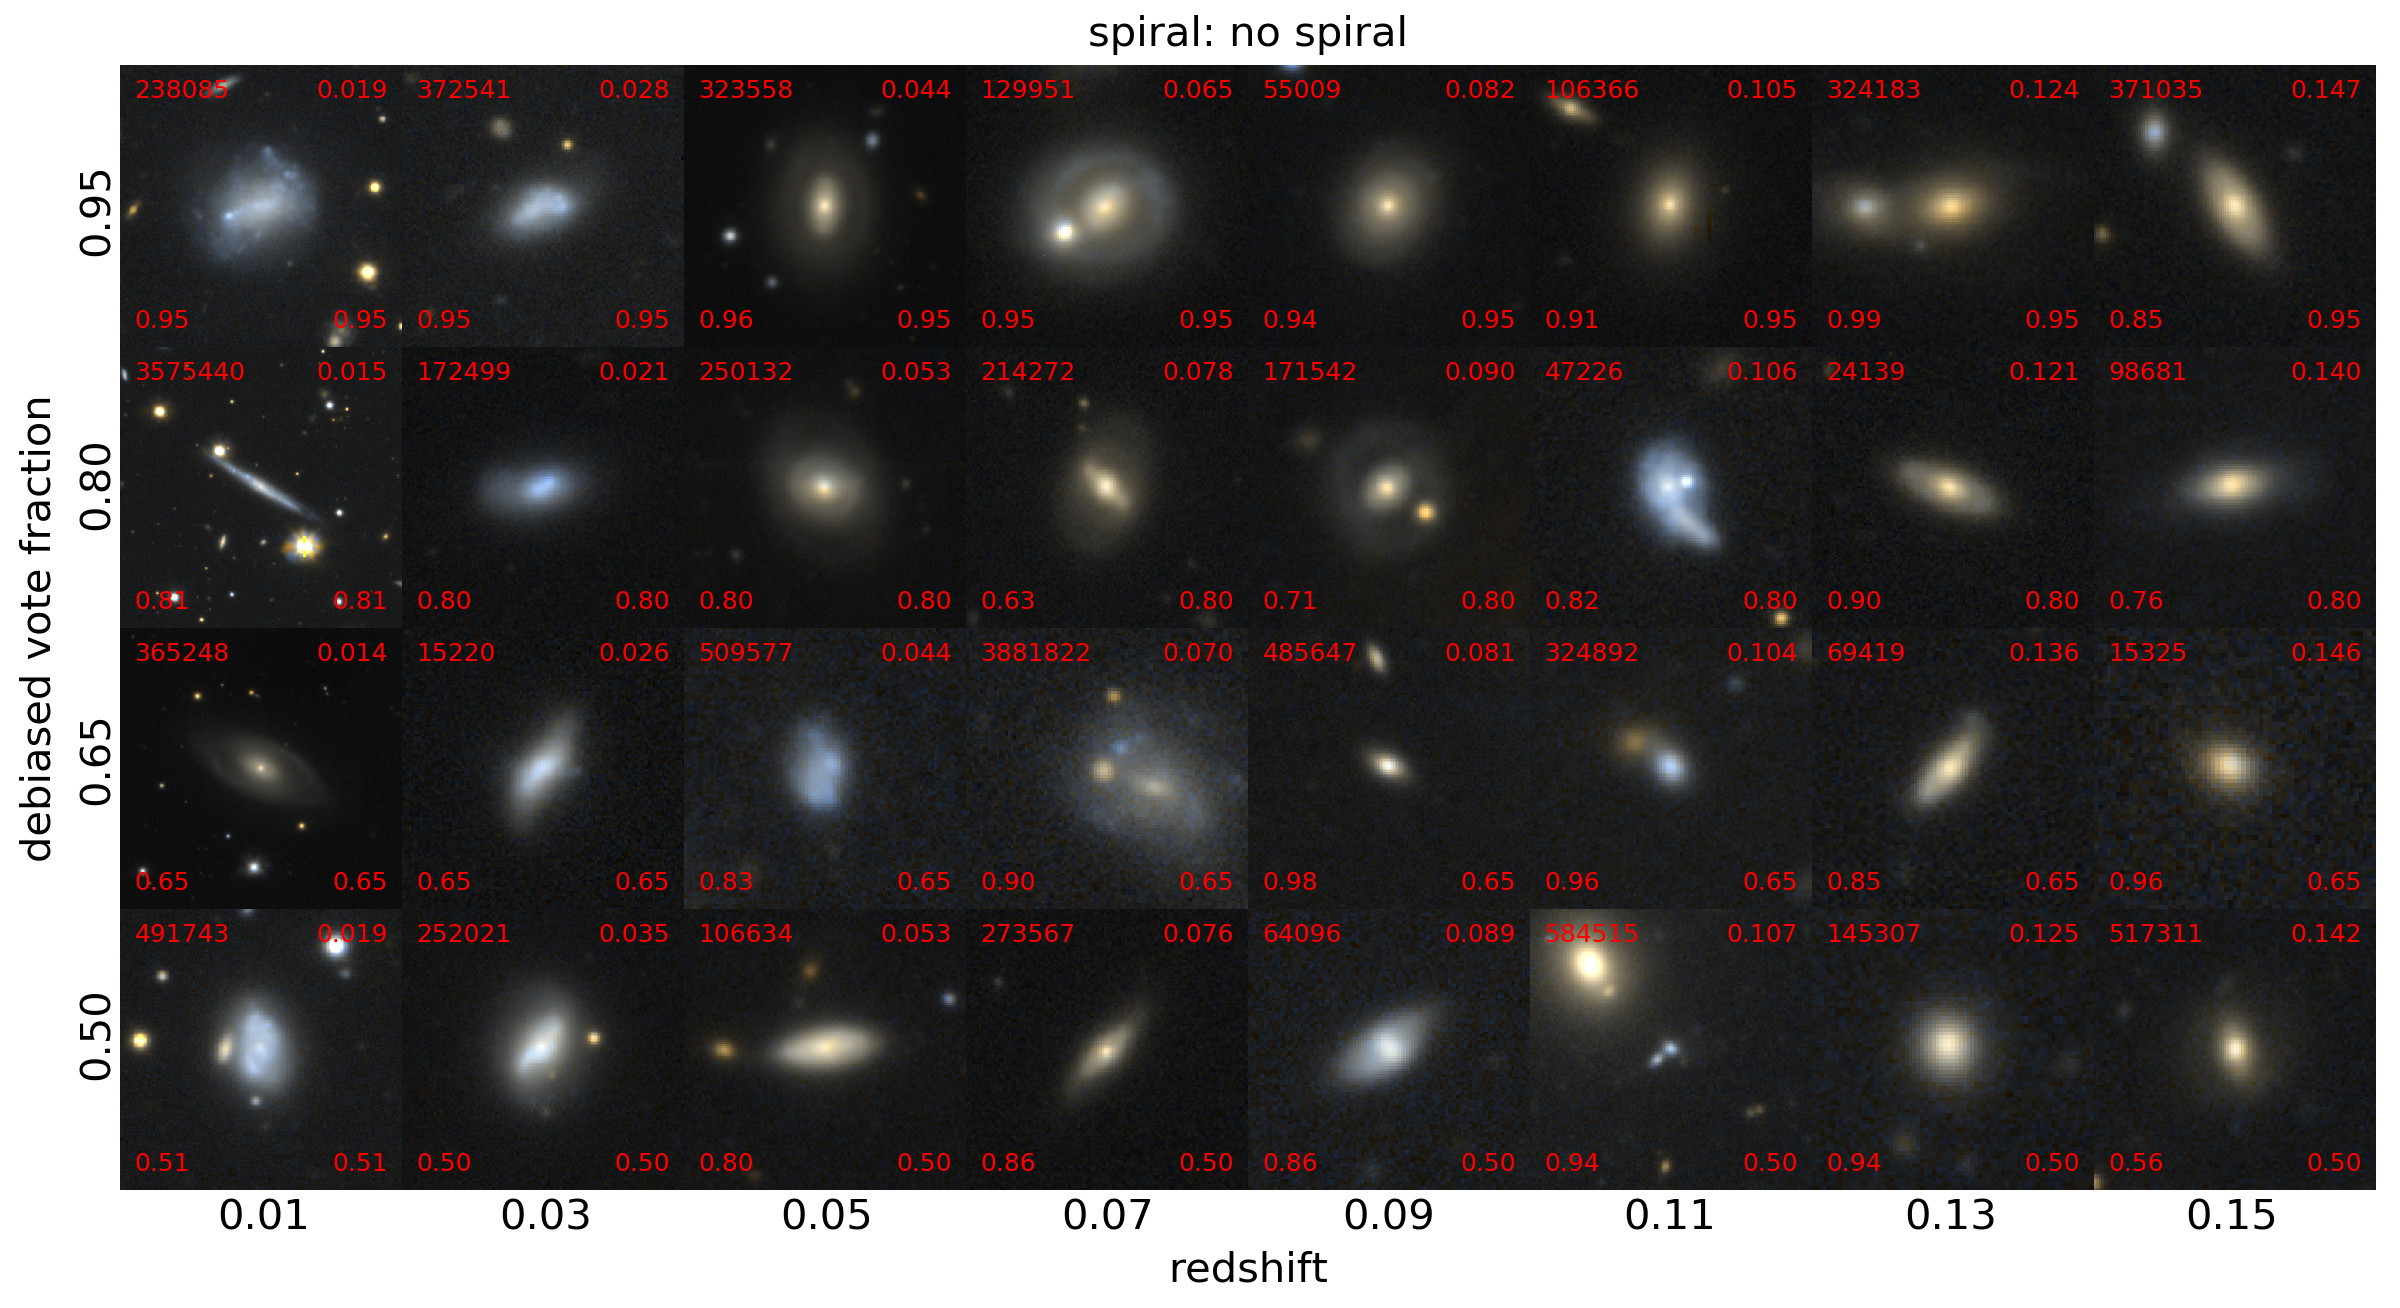 spiral: no spiral
238085 0.019 372541 0.028 323558 0.044 129951 0.065 55009 0.082 106366 0.105 324183 0.124 371035 0.147
0.95
0.95 0.95 0.95 0.95 0.96 0.95 0.95 0.95 0.94 0.95 0.91 0.95 0.99 0.95 0.85 0.95
3575440 0.015 172499 0.021 250132 0.053 214272 0.078 171542 0.090 47226 0.106 24139 0.121 98681 0.140
0.80
0.81 0.81 0.80 0.80 0.80 0.80 0.63 0.80 0.71 0.80 0.82 0.80 0.90 0.80 0.76 0.80
debiased vote fraction
365248 0.014 15220 0.026 509577 0.044 3881822 0.070 485647 0.081 324892 0.104 69419 0.136 15325 0.146
0.65
0.65 0.65 0.65 0.65 0.83 0.65 0.90 0.65 0.98 0.65 0.96 0.65 0.85 0.65 0.96 0.65
491743 0.019 252021 0.035 106634 0.053 273567 0.076 64096 0.089 584515 0.107 145307 0.125 517311 0.142
0.50
0.51 0.51 0.50 0.50 0.80 0.50 0.86 0.50 0.86 0.50 0.94 0.50 0.94 0.50 0.56 0.50
0.01 0.03 0.05 0.07 0.09 0.11 0.13 0.15
redshift